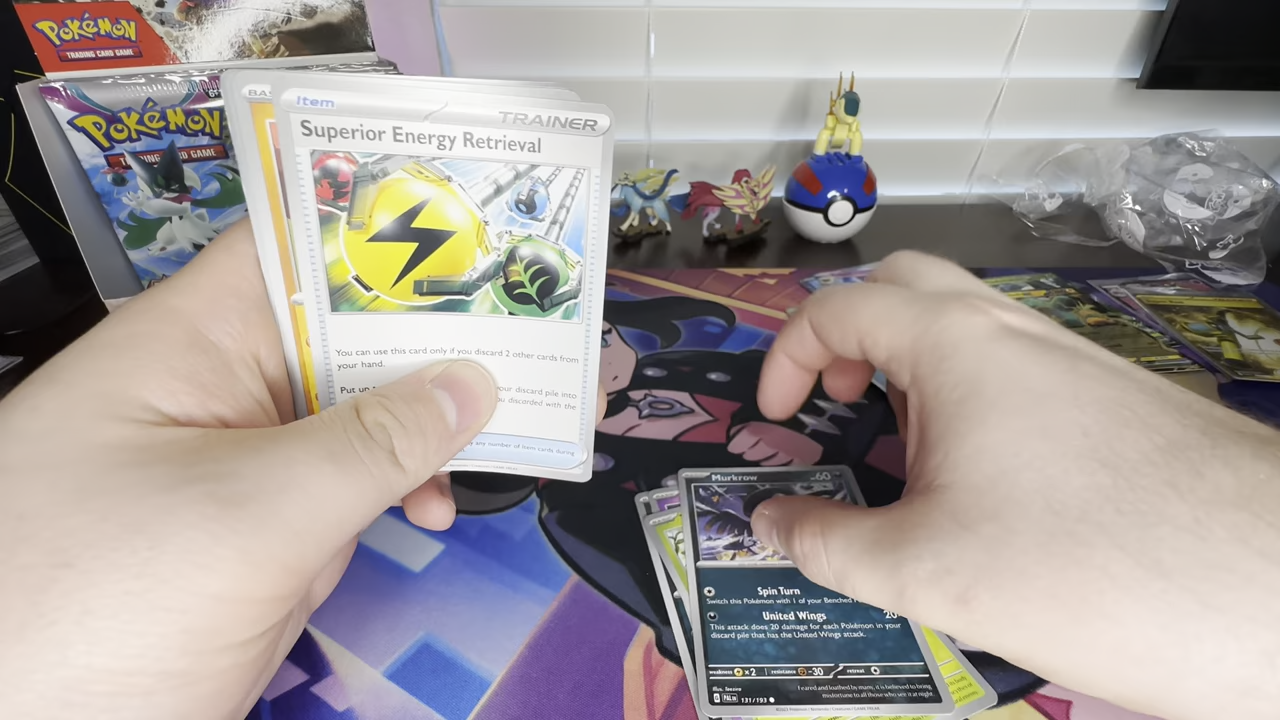 POKéMON
TRADING CARD GAME
POKéMON
TRADING CARD GAME
BAS
Item
TRAINER
Superior Energy Retrieval
You can use this card only if you discard 2 other cards from
your hand.
Put up your discard pile into
you discarded with the
any number of Item cards during
Murkrow 60
Spin Turn
Switch this Pokémon with 1 of your Benched
United Wings 20
This attack does 20 damage for each Pokémon in your
discard pile that has the United Wings attack.
weakness ×2 resistance -30 retreat
Feared and loathed by many, it is believed to bring
misfortune to all those who see it at night.
PAL EN 131/193